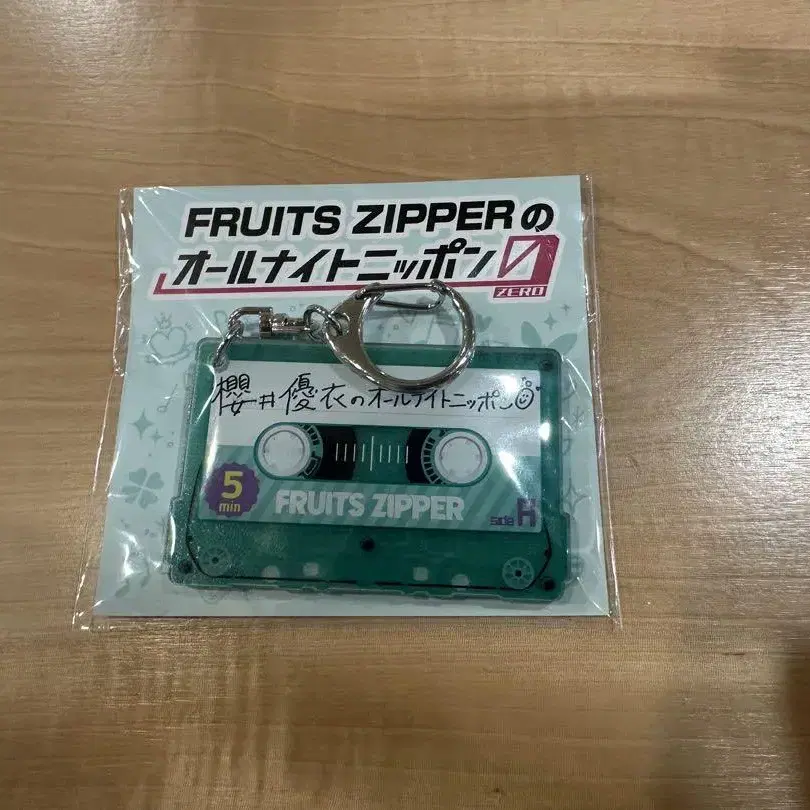 FRUITS ZIPPERの
オールナイトニッポン0
ZERO
櫻井優衣のオールナイトニッポン0
5
min
FRUITS ZIPPER
side H